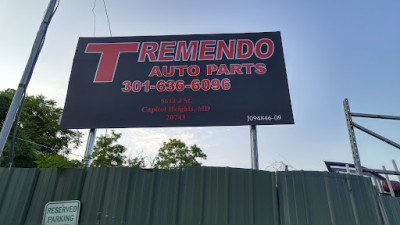 TREMENDO
AUTO PARTS
301-636-6096
Capitol Heights, MD
20743
J094846-09
RESERVED
PARKING